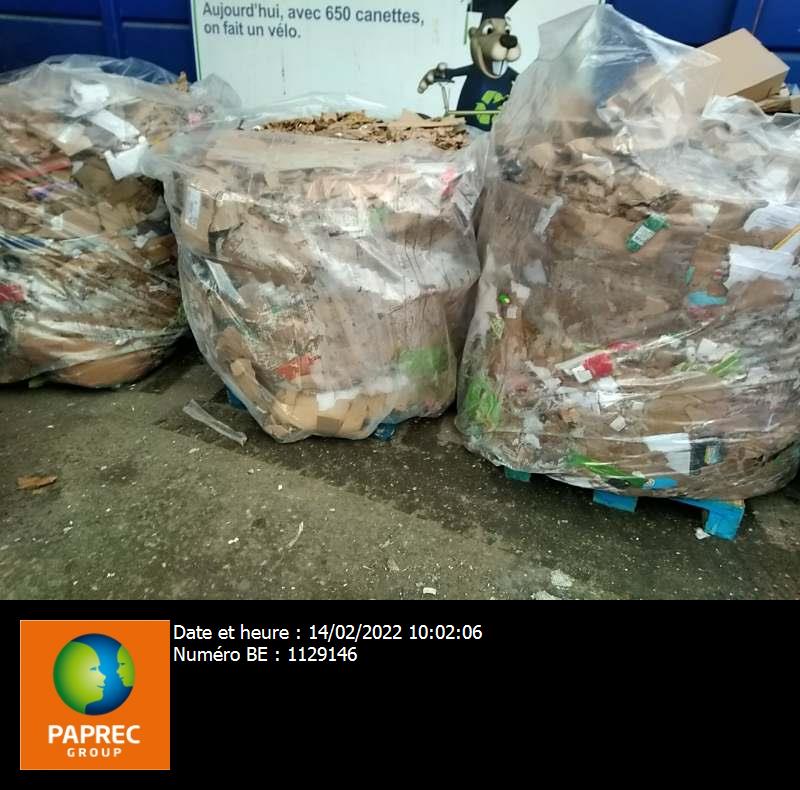 Aujourd'hui, avec 650 canettes,
on fait un vélo.
Date et heure : 14/02/2022 10:02:06
Numéro BE : 1129146
PAPREC
GROUP